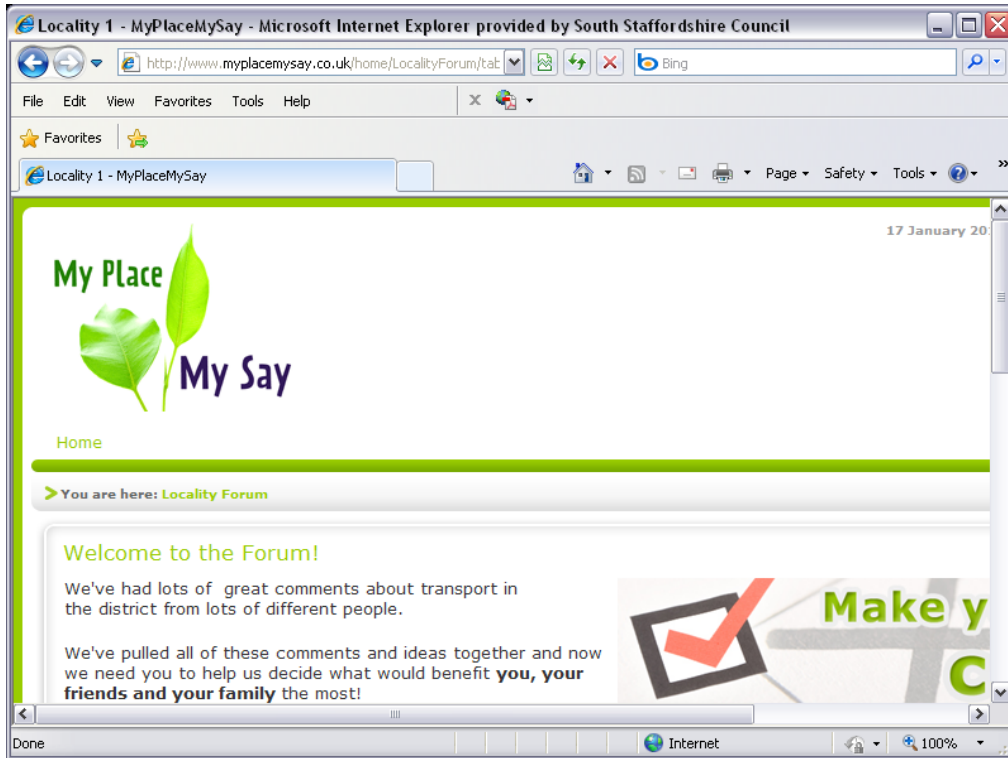 Locality 1 - MyPlaceMySay - Microsoft Internet Explorer provided by South Staffordshire Council
http://www.myplacemysay.co.uk/home/LocalityForum/tab
Bing
File Edit View Favorites Tools Help
Favorites
Locality 1 - MyPlaceMySay
Page Safety Tools
17 January 20
My Place
My Say
Home
You are here: Locality Forum
Welcome to the Forum!
We've had lots of great comments about transport in
the district from lots of different people.
We've pulled all of these comments and ideas together and now
we need you to help us decide what would benefit you, your
friends and your family the most!
Make y
C
Done Internet 100%